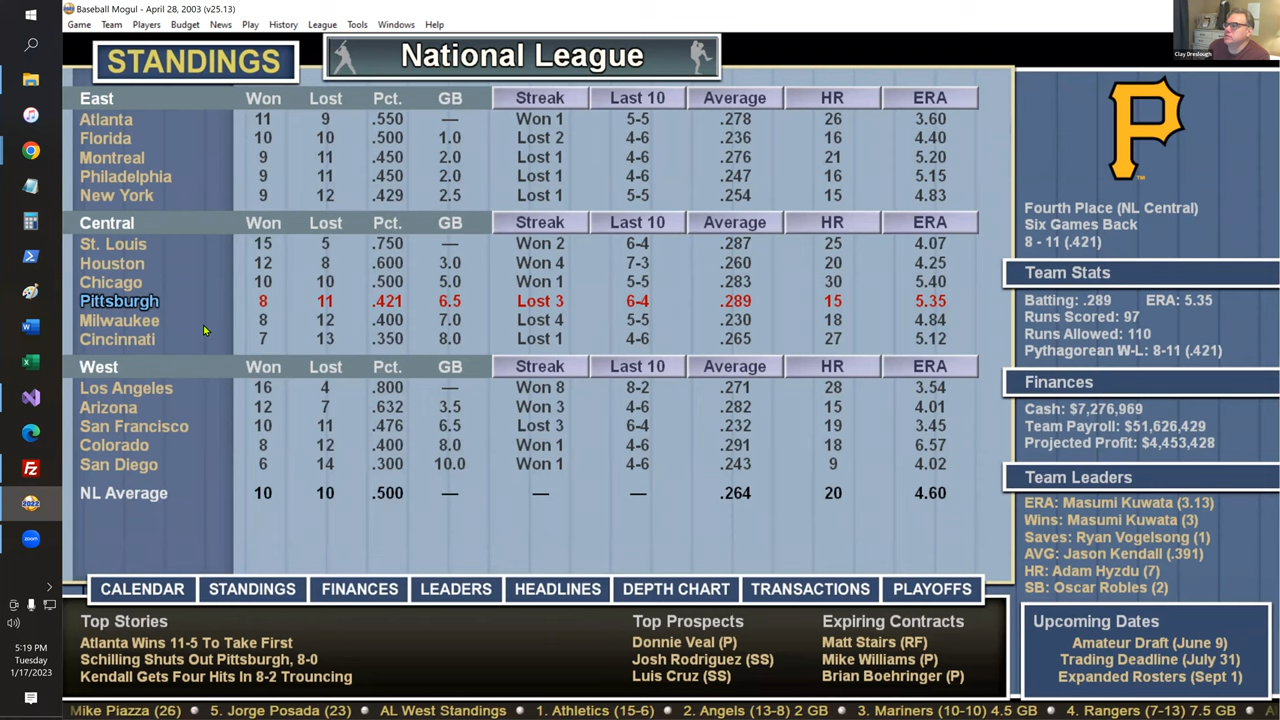 Baseball Mogul - April 28, 2003 (v25.13)
Game Team Players Budget News Play History League Tools Windows Help
Clay Dreslough
STANDINGS National League
East Won Lost Pct. GB Streak Last 10 Average HR ERA
Atlanta 11 9 .550 — Won 1 5-5 .278 26 3.60
Florida 10 10 .500 1.0 Lost 2 4-6 .236 16 4.40
Montreal 9 11 .450 2.0 Lost 1 4-6 .276 21 5.20
Philadelphia 9 11 .450 2.0 Lost 1 4-6 .247 16 5.15
New York 9 12 .429 2.5 Lost 1 5-5 .254 15 4.83
Central Won Lost Pct. GB Streak Last 10 Average HR ERA
St. Louis 15 5 .750 — Won 2 6-4 .287 25 4.07
Houston 12 8 .600 3.0 Won 4 7-3 .260 20 4.25
Chicago 10 10 .500 5.0 Won 1 5-5 .283 30 5.40
Pittsburgh 8 11 .421 6.5 Lost 3 6-4 .289 15 5.35
Milwaukee 8 12 .400 7.0 Lost 4 5-5 .230 18 4.84
Cincinnati 7 13 .350 8.0 Lost 1 4-6 .265 27 5.12
West Won Lost Pct. GB Streak Last 10 Average HR ERA
Los Angeles 16 4 .800 — Won 8 8-2 .271 28 3.54
Arizona 12 7 .632 3.5 Won 3 4-6 .282 15 4.01
San Francisco 10 11 .476 6.5 Lost 3 6-4 .232 19 3.45
Colorado 8 12 .400 8.0 Won 1 4-6 .291 18 6.57
San Diego 6 14 .300 10.0 Won 1 4-6 .243 9 4.02
NL Average 10 10 .500 — — — .264 20 4.60
P
TM
Fourth Place (NL Central)
Six Games Back
8 - 11 (.421)
Team Stats
Batting: .289 ERA: 5.35
Runs Scored: 97
Runs Allowed: 110
Pythagorean W-L: 8-11 (.421)
Finances
Cash: $7,276,969
Team Payroll: $51,626,429
Projected Profit: $4,453,428
Team Leaders
ERA: Masumi Kuwata (3.13)
Wins: Masumi Kuwata (3)
Saves: Ryan Vogelsong (1)
AVG: Jason Kendall (.391)
HR: Adam Hyzdu (7)
SB: Oscar Robles (2)
CALENDAR STANDINGS FINANCES LEADERS HEADLINES DEPTH CHART TRANSACTIONS PLAYOFFS
Top Stories
Atlanta Wins 11-5 To Take First
Schilling Shuts Out Pittsburgh, 8-0
Kendall Gets Four Hits In 8-2 Trouncing
Top Prospects
Donnie Veal (P)
Josh Rodriguez (SS)
Luis Cruz (SS)
Expiring Contracts
Matt Stairs (RF)
Mike Williams (P)
Brian Boehringer (P)
Upcoming Dates
Amateur Draft (June 9)
Trading Deadline (July 31)
Expanded Rosters (Sept 1)
Mike Piazza (26) 5. Jorge Posada (23) AL West Standings 1. Athletics (15-6) 2. Angels (13-8) 2 GB 3. Mariners (10-10) 4.5 GB 4. Rangers (7-13) 7.5 GB
5:19 PM
Tuesday
1/17/2023